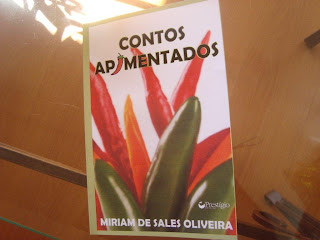 CONTOS
APIMENTADOS
Prestígio
MIRIAM DE SALES OLIVEIRA